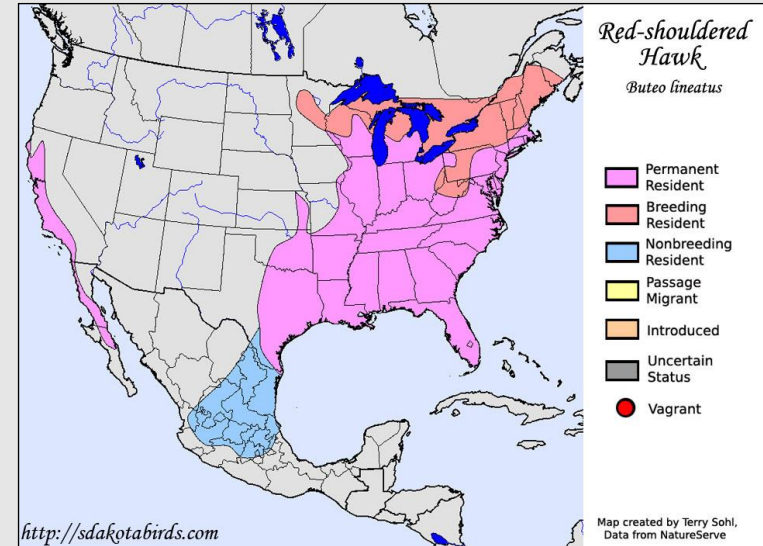 Red-shouldered
Hawk
Buteo lineatus
Permanent
Resident
Breeding
Resident
Nonbreeding
Resident
Passage
Migrant
Introduced
Uncertain
Status
Vagrant
Map created by Terry Sohl,
Data from NatureServe
http://sdakotabirds.com